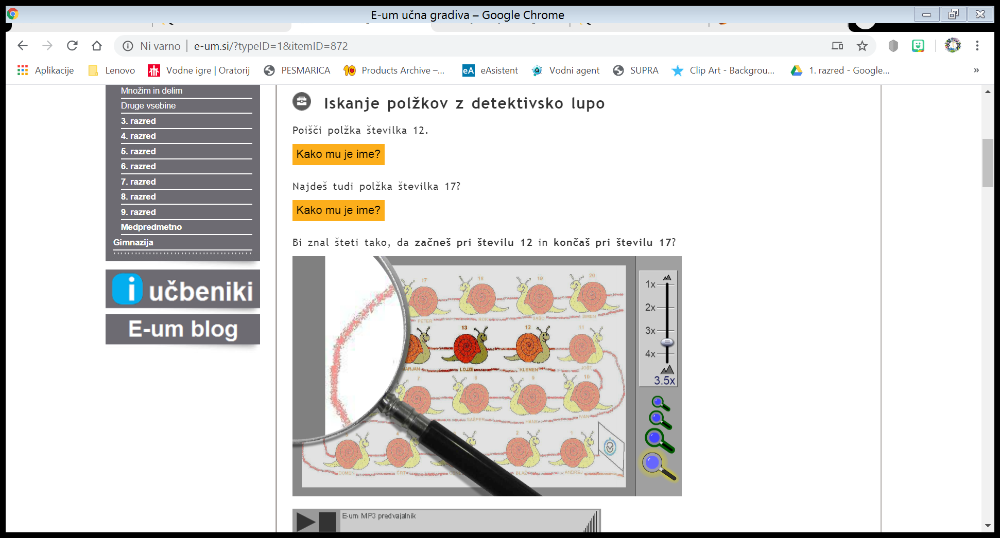 E-um učna gradiva – Google Chrome
Ni varno
e-um.si/?typeID=1&itemID=872
Aplikacije
Lenovo
Vodne igre | Oratorij
PESMARICA
Products Archive –...
eA
eAsistent
Vodni agent
SUPRA
Clip Art - Backgrou...
1. razred - Google...
»
Množim in delim
Druge vsebine
3. razred
4. razred
5. razred
6. razred
7. razred
8. razred
9. razred
Medpredmetno
Gimnazija
i učbeniki
E-um blog
Iskanje polžkov z detektivsko lupo
Poišči polžka številka 12.
Kako mu je ime?
Najdeš tudi polžka številka 17?
Kako mu je ime?
Bi znal šteti tako, da začneš pri številu 12 in končaš pri številu 17?
17 18 19 20
PETER ROK SAŠO ŠIMEN
13 12 11
MARJAN LOJZE KLEMEN JOŠT
7 8 9 10
GAŠPER HANS IVAN
4 2 1
DOMEN ČRT BLAŽ ANDREJ
1x
2x
3x
4x
3.5x
E-um MP3 predvajalnik